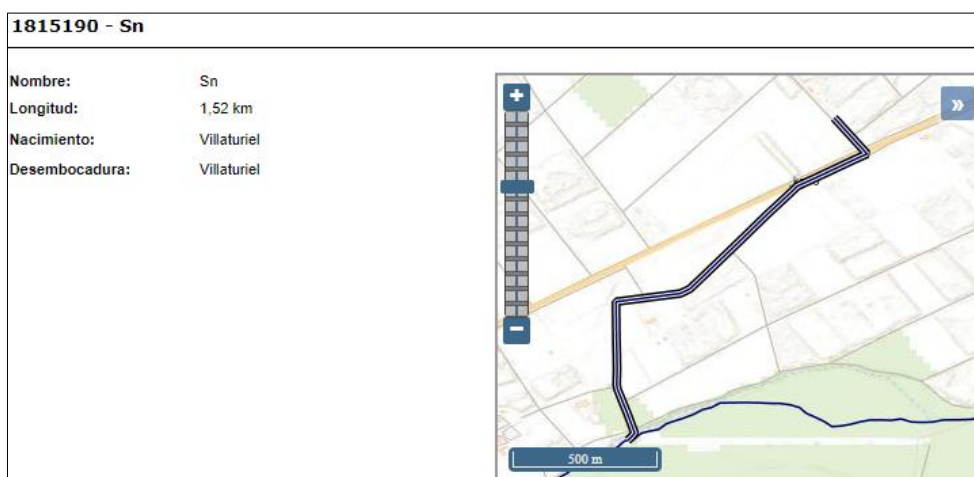 1815190 - Sn
Nombre: Sn
Longitud: 1,52 km
Nacimiento: Villaturiel
Desembocadura: Villaturiel
+
»
−
500 m